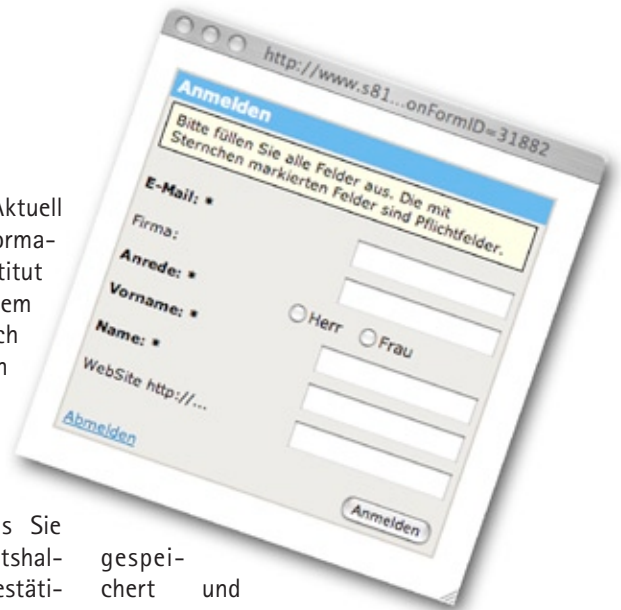 http://www.s81...onFormID=31882
Anmelden
Bitte füllen Sie alle Felder aus. Die mit
Sternchen markierten Felder sind Pflichtfelder.
E-Mail: *
Firma:
Anrede: *
Herr Frau
Vorname: *
Name: *
WebSite http://...
Abmelden
Anmelden
Aktuell
orma-
titut
em
ch
n
s Sie
tshal-
estäti-
gespei-
chert und